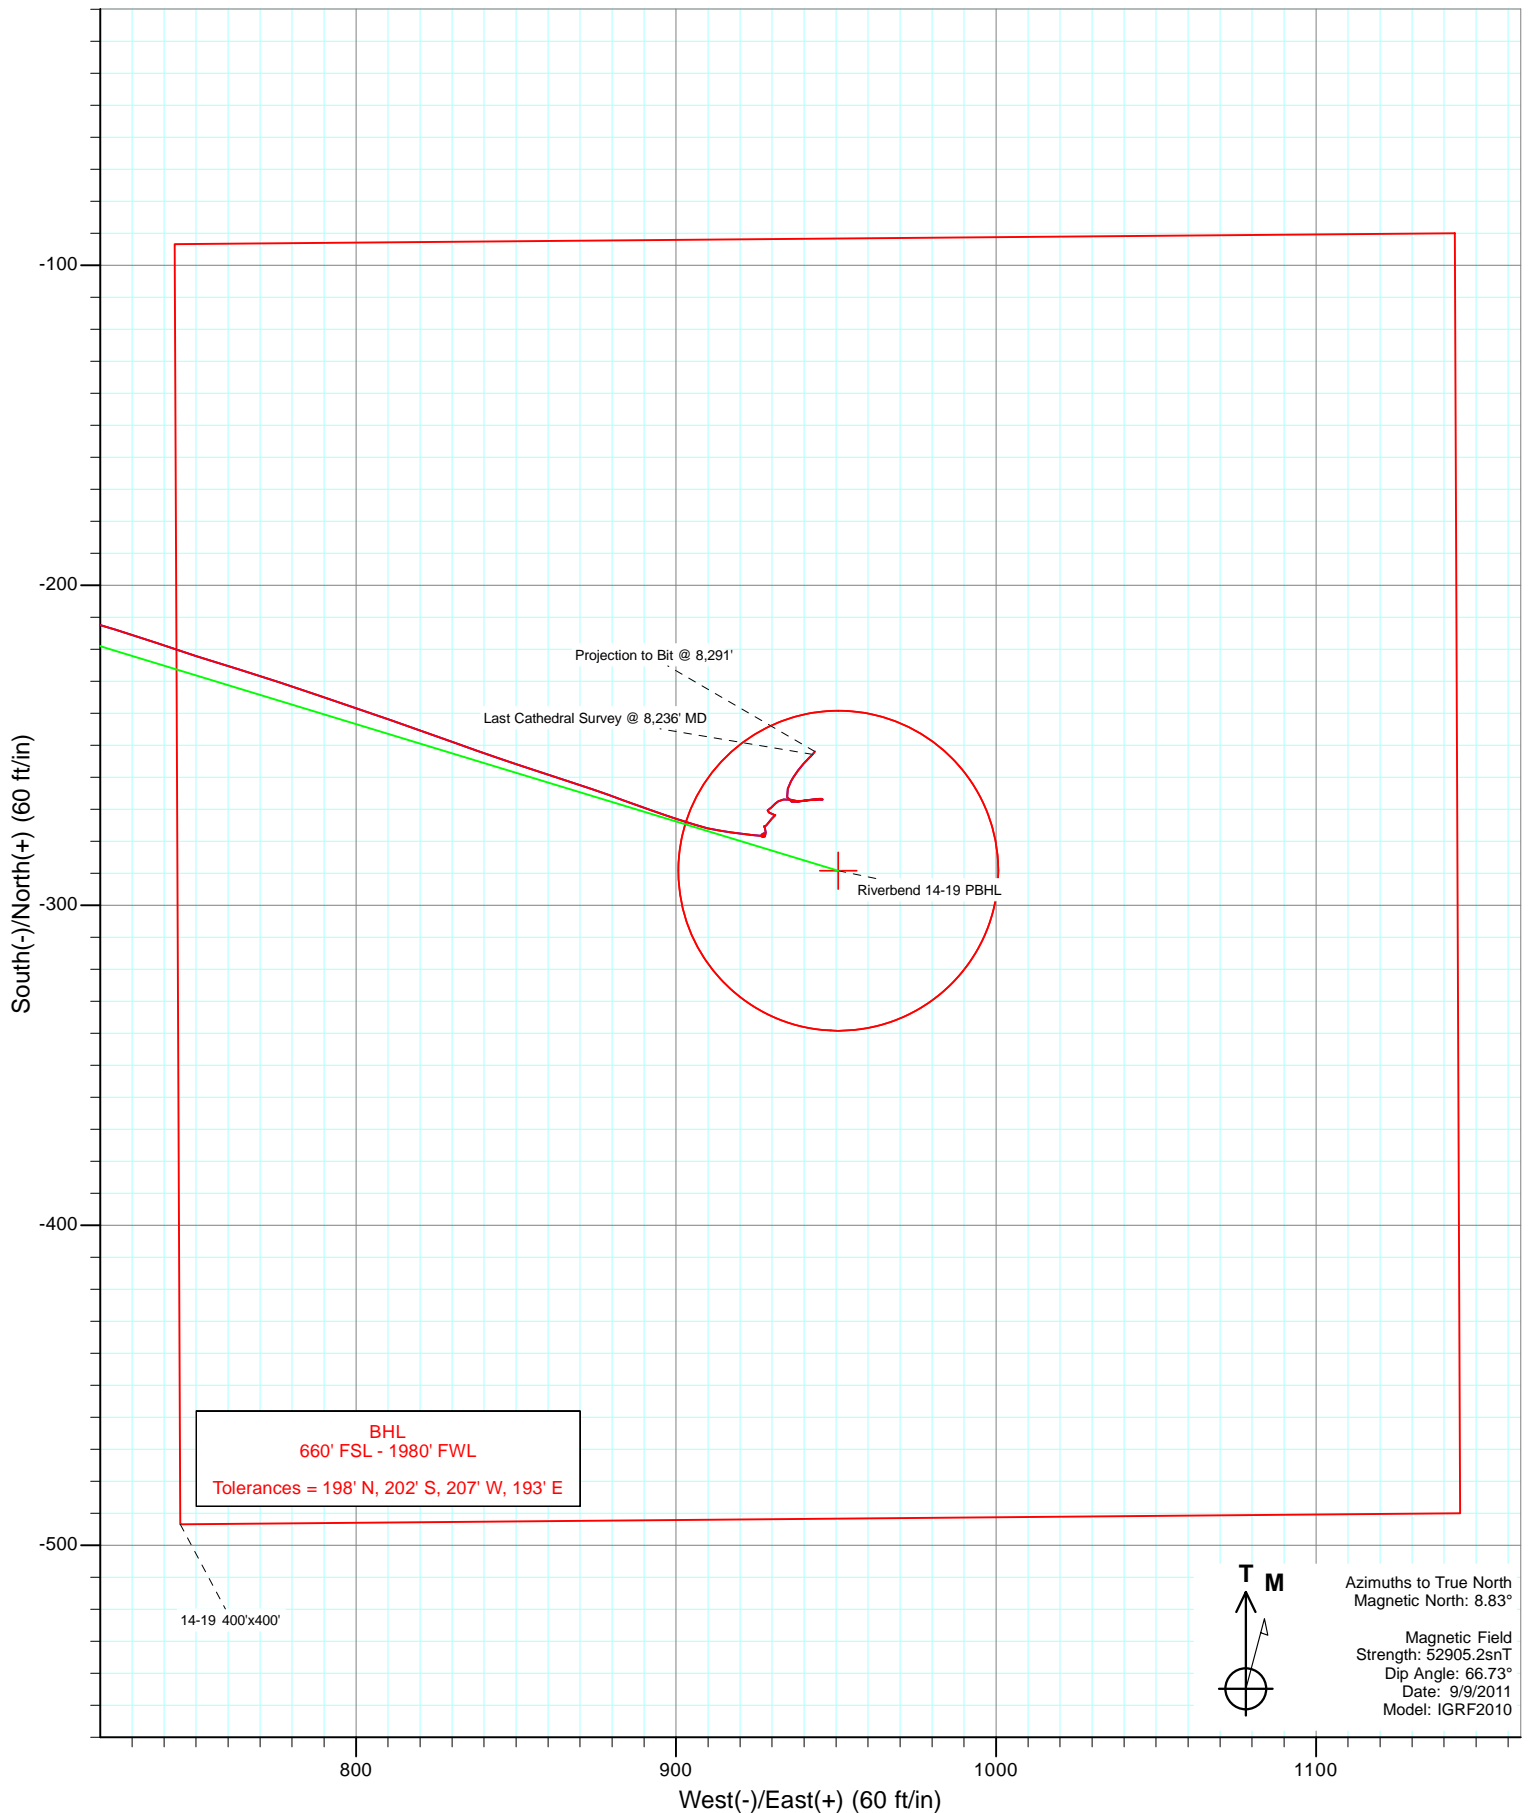 -100
-200
-300
-400
-500
South(-)/North(+) (60 ft/in)
Projection to Bit @ 8,291'
Last Cathedral Survey @ 8,236' MD
Riverbend 14-19 PBHL
BHL
660' FSL - 1980' FWL
Tolerances = 198' N, 202' S, 207' W, 193' E
14-19 400'x400'
T M
Azimuths to True North
Magnetic North: 8.83°
Magnetic Field
Strength: 52905.2snT
Dip Angle: 66.73°
Date: 9/9/2011
Model: IGRF2010
800 900 1000 1100
West(-)/East(+) (60 ft/in)